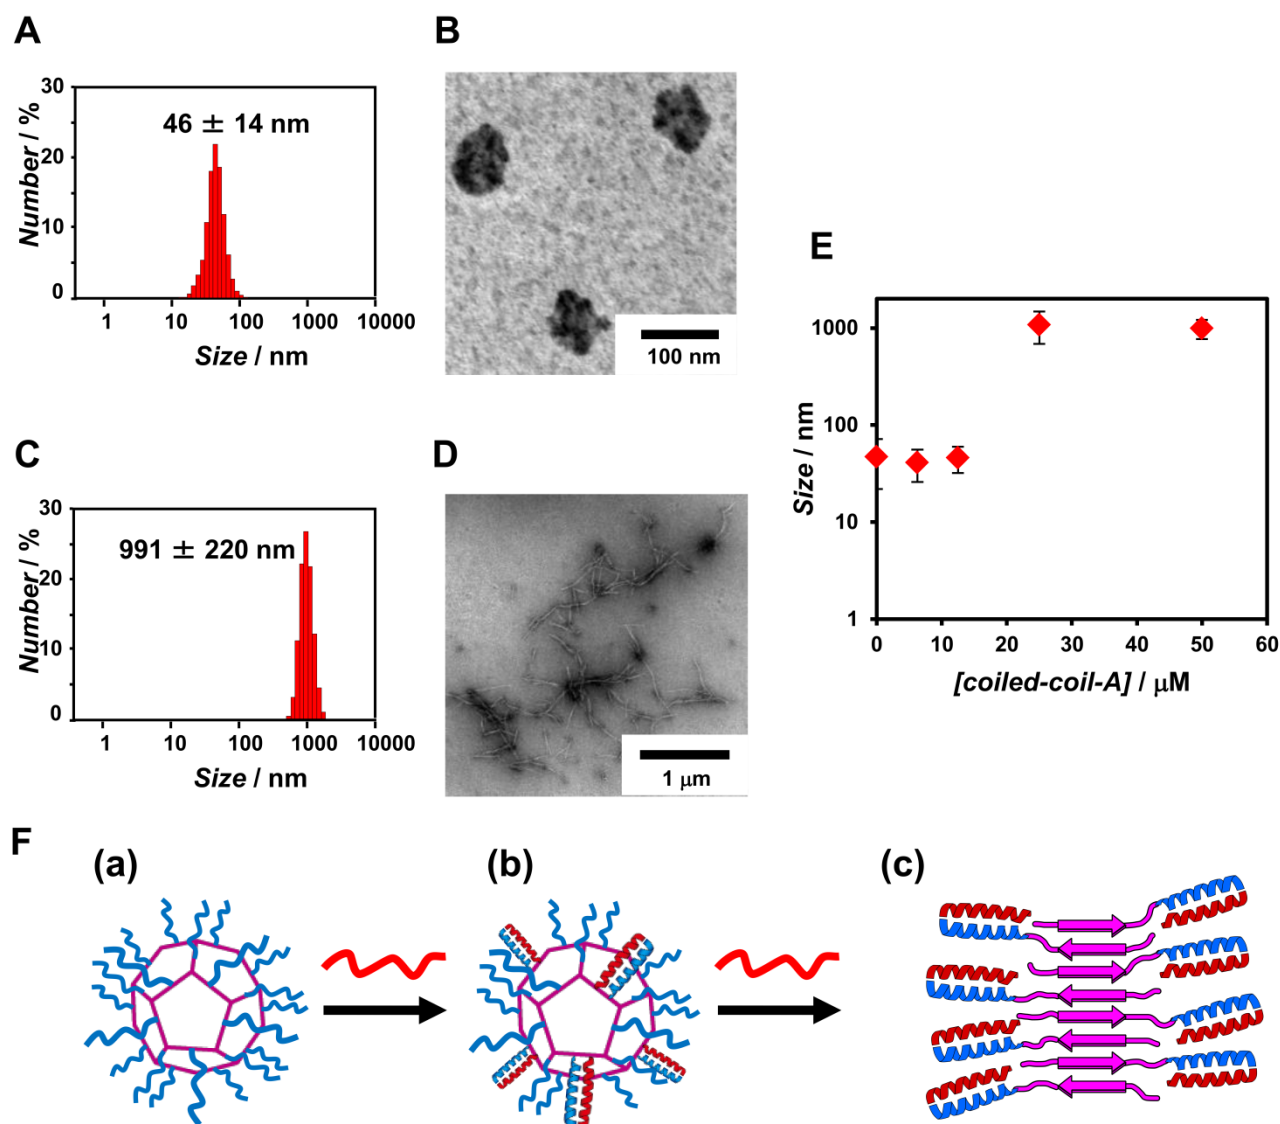 A
30
20
10
0
Number / %
46 ± 14 nm
1
10
100
1000
10000
Size / nm
B
100 nm
C
30
20
10
0
Number / %
991 ± 220 nm
1
10
100
1000
10000
Size / nm
D
1 μm
E
1000
100
10
1
Size / nm
0
10
20
30
40
50
60
[coiled-coil-A] / μM
F
(a)
(b)
(c)